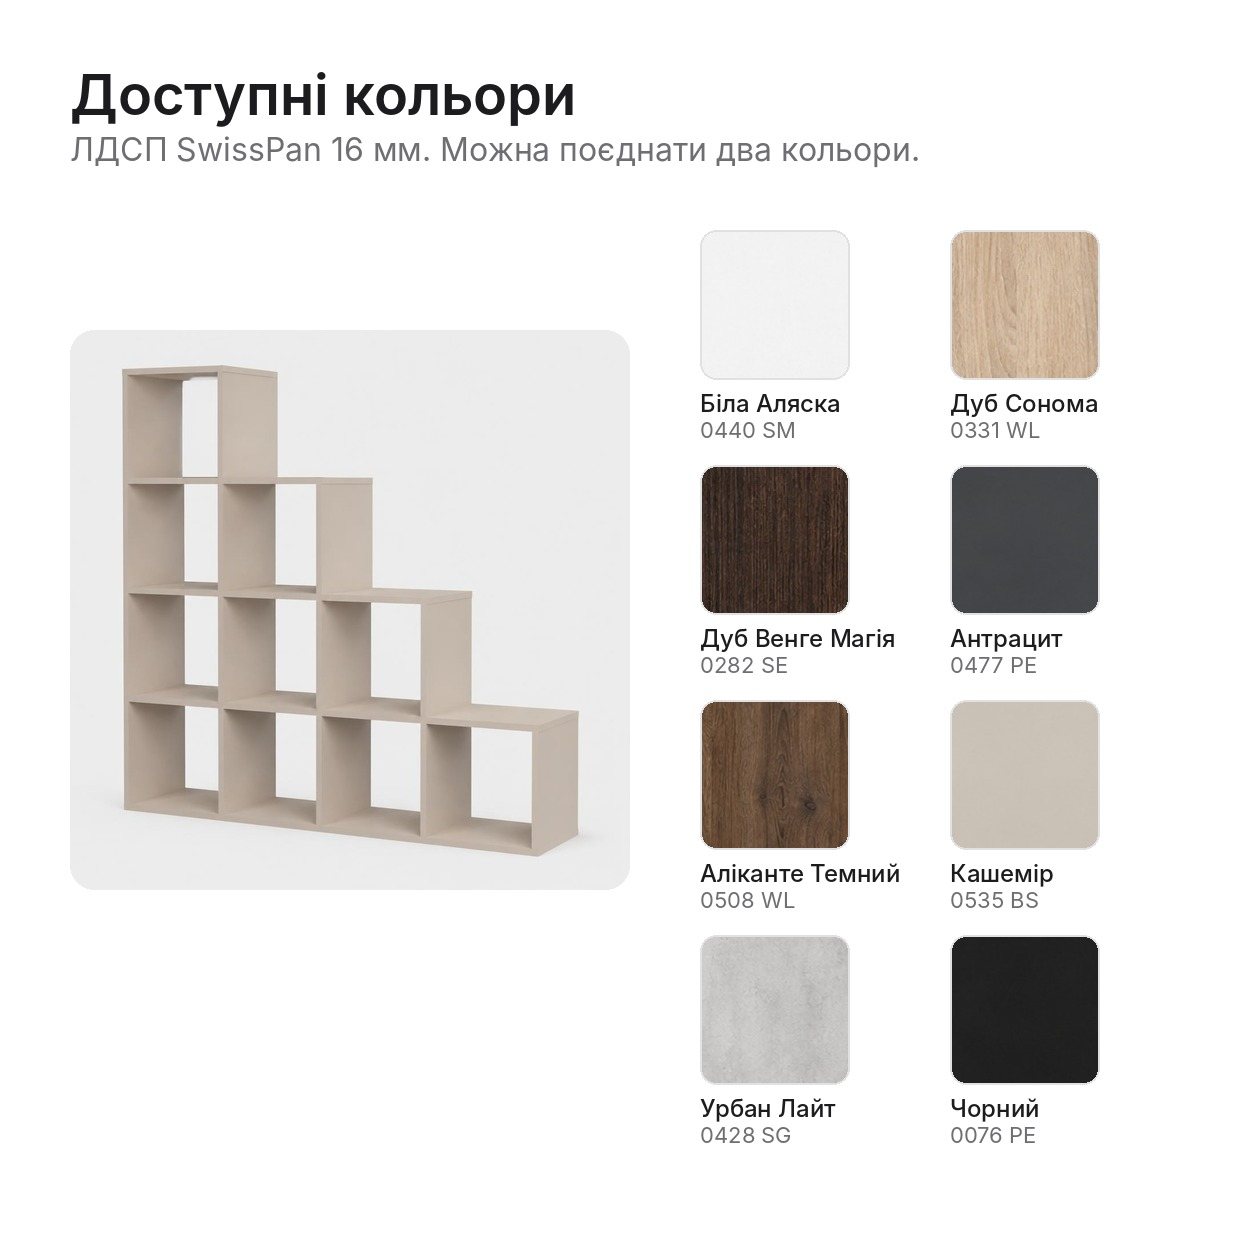 Доступні кольори
ЛДСП SwissPan 16 мм. Можна поєднати два кольори.
Біла Аляска
0440 SM
Дуб Сонома
0331 WL
Дуб Венге Магія
0282 SE
Антрацит
0477 PE
Аліканте Темний
0508 WL
Кашемір
0535 BS
Урбан Лайт
0428 SG
Чорний
0076 PE